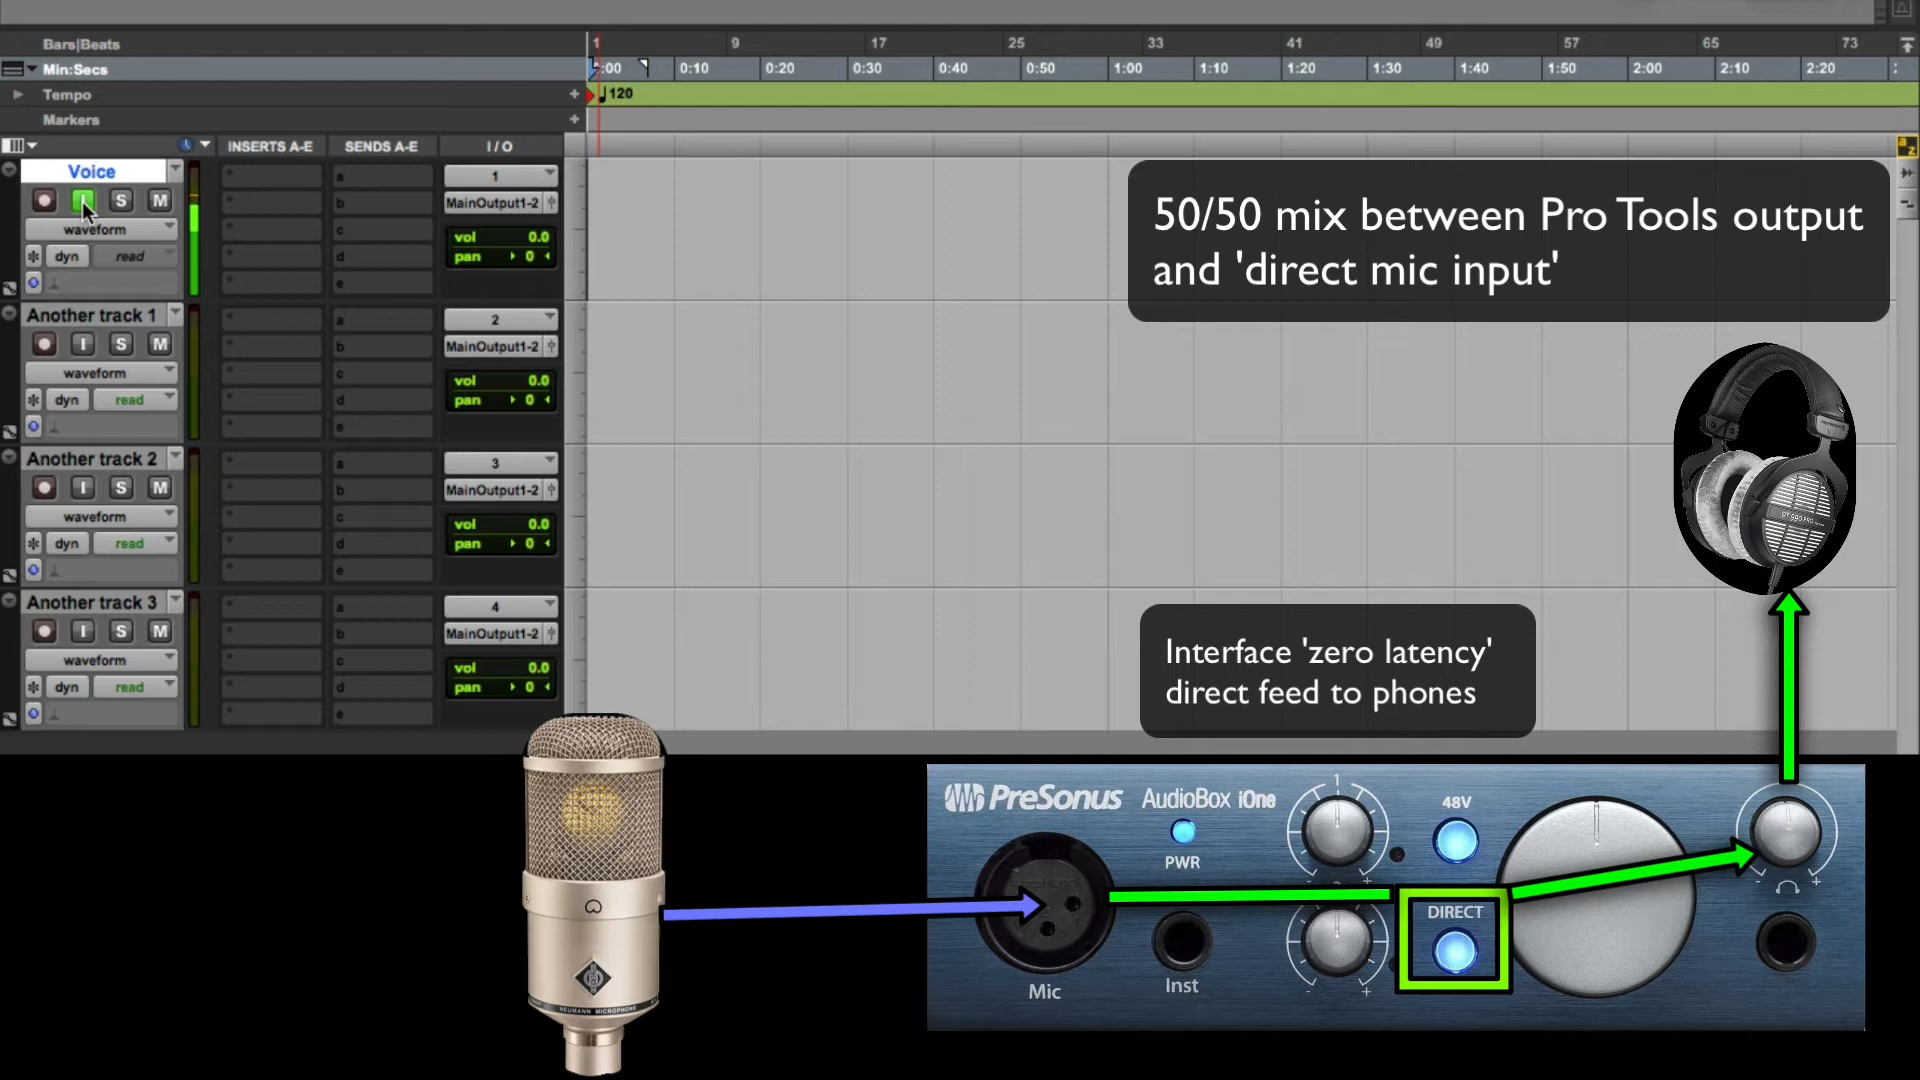 Bars|Beats 1 9 17 25 33 41 49 57 65 73
Min:Secs :00 0:10 0:20 0:30 0:40 0:50 1:00 1:10 1:20 1:30 1:40 1:50 2:00 2:10 2:20
Tempo + 120
Markers +
INSERTS A-E SENDS A-E I / O
a z
Voice
I S M
waveform
dyn read
a
b
c
d
e
1
MainOutput1-2
vol 0.0
pan 0
50/50 mix between Pro Tools output
and 'direct mic input'
Another track 1
I S M
waveform
dyn read
a
b
c
d
e
2
MainOutput1-2
vol 0.0
pan 0
Another track 2
I S M
waveform
dyn read
a
b
c
d
e
3
MainOutput1-2
vol 0.0
pan 0
Another track 3
I S M
waveform
dyn read
a
b
c
d
e
4
MainOutput1-2
vol 0.0
pan 0
DT 990 PRO
Interface 'zero latency'
direct feed to phones
PreSonus AudioBox iOne
1
48V
PWR
- +
DIRECT
- +
Mic
Inst
- +
NEUMANN MICROPHONE